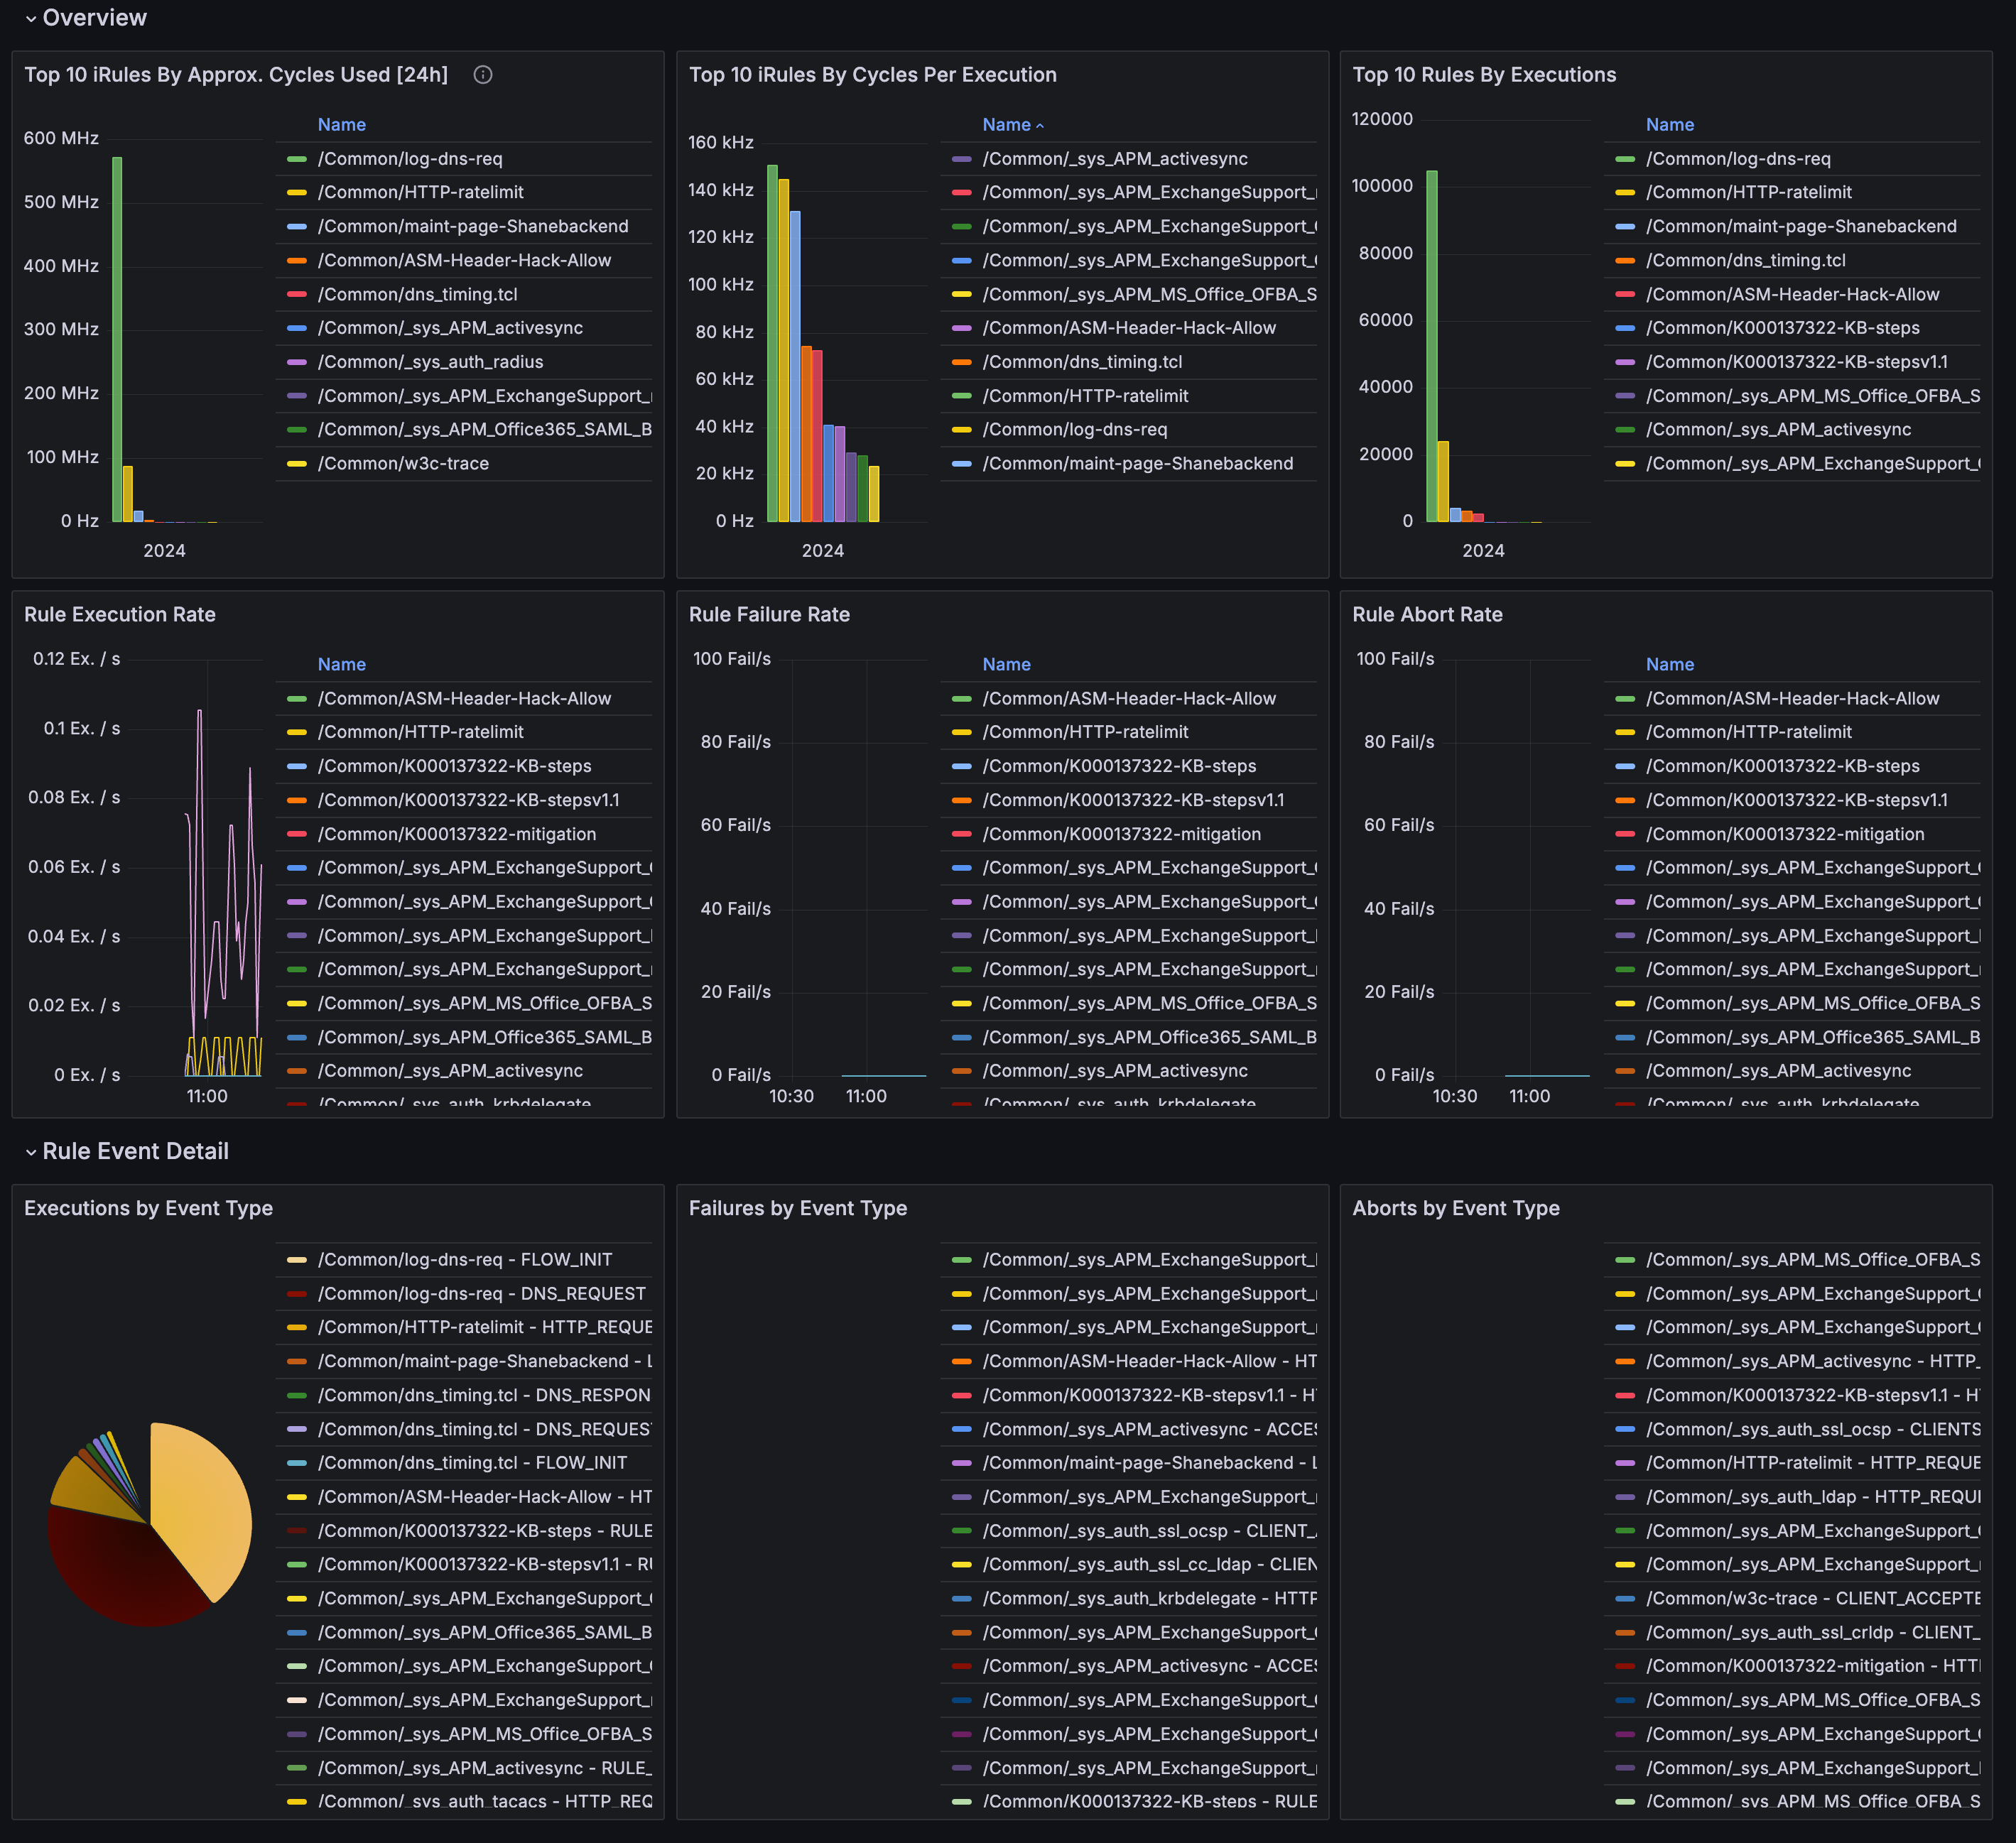 Overview
Top 10 iRules By Approx. Cycles Used [24h]
600 MHz
500 MHz
400 MHz
300 MHz
200 MHz
100 MHz
0 Hz
2024
Name
/Common/log-dns-req
/Common/HTTP-ratelimit
/Common/maint-page-Shanebackend
/Common/ASM-Header-Hack-Allow
/Common/dns_timing.tcl
/Common/_sys_APM_activesync
/Common/_sys_auth_radius
/Common/_sys_APM_ExchangeSupport_
/Common/_sys_APM_Office365_SAML_B
/Common/w3c-trace
Top 10 iRules By Cycles Per Execution
160 kHz
140 kHz
120 kHz
100 kHz
80 kHz
60 kHz
40 kHz
20 kHz
0 Hz
2024
Name
/Common/_sys_APM_activesync
/Common/_sys_APM_ExchangeSupport_
/Common/_sys_APM_ExchangeSupport_
/Common/_sys_APM_ExchangeSupport_
/Common/_sys_APM_MS_Office_OFBA_S
/Common/ASM-Header-Hack-Allow
/Common/dns_timing.tcl
/Common/HTTP-ratelimit
/Common/log-dns-req
/Common/maint-page-Shanebackend
Top 10 Rules By Executions
120000
100000
80000
60000
40000
20000
0
2024
Name
/Common/log-dns-req
/Common/HTTP-ratelimit
/Common/maint-page-Shanebackend
/Common/dns_timing.tcl
/Common/ASM-Header-Hack-Allow
/Common/K000137322-KB-steps
/Common/K000137322-KB-stepsv1.1
/Common/_sys_APM_MS_Office_OFBA_S
/Common/_sys_APM_activesync
/Common/_sys_APM_ExchangeSupport_
Rule Execution Rate
0.12 Ex. / s
0.1 Ex. / s
0.08 Ex. / s
0.06 Ex. / s
0.04 Ex. / s
0.02 Ex. / s
0 Ex. / s
11:00
Name
/Common/ASM-Header-Hack-Allow
/Common/HTTP-ratelimit
/Common/K000137322-KB-steps
/Common/K000137322-KB-stepsv1.1
/Common/K000137322-mitigation
/Common/_sys_APM_ExchangeSupport_
/Common/_sys_APM_ExchangeSupport_
/Common/_sys_APM_ExchangeSupport_
/Common/_sys_APM_ExchangeSupport_
/Common/_sys_APM_MS_Office_OFBA_S
/Common/_sys_APM_Office365_SAML_B
/Common/_sys_APM_activesync
/Common/_sys_auth_krbdelegate
Rule Failure Rate
100 Fail/s
80 Fail/s
60 Fail/s
40 Fail/s
20 Fail/s
0 Fail/s
10:30
11:00
Name
/Common/ASM-Header-Hack-Allow
/Common/HTTP-ratelimit
/Common/K000137322-KB-steps
/Common/K000137322-KB-stepsv1.1
/Common/K000137322-mitigation
/Common/_sys_APM_ExchangeSupport_
/Common/_sys_APM_ExchangeSupport_
/Common/_sys_APM_ExchangeSupport_
/Common/_sys_APM_ExchangeSupport_
/Common/_sys_APM_MS_Office_OFBA_S
/Common/_sys_APM_Office365_SAML_B
/Common/_sys_APM_activesync
/Common/_sys_auth_krbdelegate
Rule Abort Rate
100 Fail/s
80 Fail/s
60 Fail/s
40 Fail/s
20 Fail/s
0 Fail/s
10:30
11:00
Name
/Common/ASM-Header-Hack-Allow
/Common/HTTP-ratelimit
/Common/K000137322-KB-steps
/Common/K000137322-KB-stepsv1.1
/Common/K000137322-mitigation
/Common/_sys_APM_ExchangeSupport_
/Common/_sys_APM_ExchangeSupport_
/Common/_sys_APM_ExchangeSupport_
/Common/_sys_APM_ExchangeSupport_
/Common/_sys_APM_MS_Office_OFBA_S
/Common/_sys_APM_Office365_SAML_B
/Common/_sys_APM_activesync
/Common/_sys_auth_krbdelegate
Rule Event Detail
Executions by Event Type
/Common/log-dns-req - FLOW_INIT
/Common/log-dns-req - DNS_REQUEST
/Common/HTTP-ratelimit - HTTP_REQUE
/Common/maint-page-Shanebackend - L
/Common/dns_timing.tcl - DNS_RESPON
/Common/dns_timing.tcl - DNS_REQUES
/Common/dns_timing.tcl - FLOW_INIT
/Common/ASM-Header-Hack-Allow - HT
/Common/K000137322-KB-steps - RULE
/Common/K000137322-KB-stepsv1.1 - RU
/Common/_sys_APM_ExchangeSupport_
/Common/_sys_APM_Office365_SAML_B
/Common/_sys_APM_ExchangeSupport_
/Common/_sys_APM_ExchangeSupport_
/Common/_sys_APM_MS_Office_OFBA_S
/Common/_sys_APM_activesync - RULE_
/Common/_sys_auth_tacacs - HTTP_REQ
Failures by Event Type
/Common/_sys_APM_ExchangeSupport_
/Common/_sys_APM_ExchangeSupport_
/Common/_sys_APM_ExchangeSupport_
/Common/ASM-Header-Hack-Allow - HT
/Common/K000137322-KB-stepsv1.1 - H
/Common/_sys_APM_activesync - ACCES
/Common/maint-page-Shanebackend - L
/Common/_sys_APM_ExchangeSupport_
/Common/_sys_auth_ssl_ocsp - CLIENT_
/Common/_sys_auth_ssl_cc_ldap - CLIEN
/Common/_sys_auth_krbdelegate - HTTP
/Common/_sys_APM_ExchangeSupport_
/Common/_sys_APM_activesync - ACCES
/Common/_sys_APM_ExchangeSupport_
/Common/_sys_APM_ExchangeSupport_
/Common/_sys_APM_ExchangeSupport_
/Common/K000137322-KB-steps - RULE
Aborts by Event Type
/Common/_sys_APM_MS_Office_OFBA_S
/Common/_sys_APM_ExchangeSupport_
/Common/_sys_APM_ExchangeSupport_
/Common/_sys_APM_activesync - HTTP_
/Common/K000137322-KB-stepsv1.1 - H
/Common/_sys_auth_ssl_ocsp - CLIENTS
/Common/HTTP-ratelimit - HTTP_REQUE
/Common/_sys_auth_ldap - HTTP_REQUI
/Common/_sys_APM_ExchangeSupport_
/Common/_sys_APM_ExchangeSupport_
/Common/w3c-trace - CLIENT_ACCEPTE
/Common/_sys_auth_ssl_crldp - CLIENT_
/Common/K000137322-mitigation - HTT
/Common/_sys_APM_MS_Office_OFBA_S
/Common/_sys_APM_ExchangeSupport_
/Common/_sys_APM_ExchangeSupport_
/Common/_sys_APM_MS_Office_OFBA_S